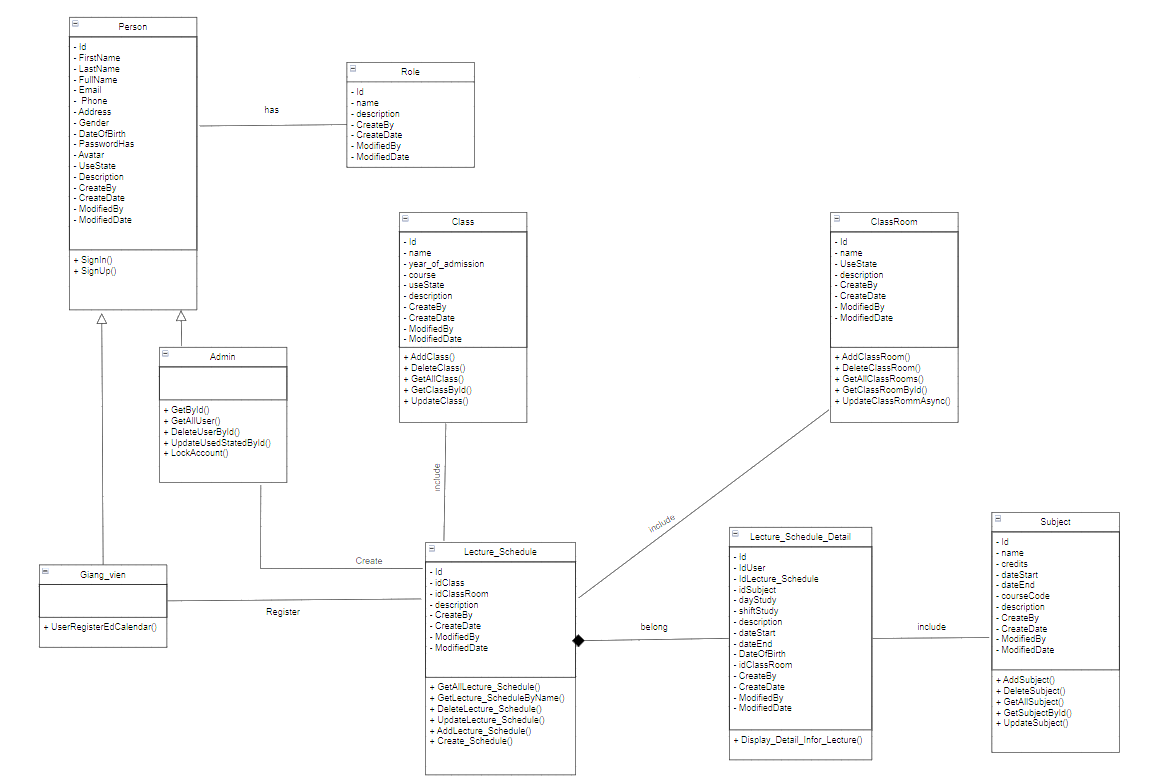 Person
- Id
- FirstName
- LastName
- FullName
- Email
- Phone
- Address
- Gender
- DateOfBirth
- PasswordHas
- Avatar
- UseState
- Description
- CreateBy
- CreateDate
- ModifiedBy
- ModifiedDate
+ SignIn()
+ SignUp()
has
Role
- Id
- name
- description
- CreateBy
- CreateDate
- ModifiedBy
- ModifiedDate
Class
- Id
- name
- year_of_admission
- course
- useState
- description
- CreateBy
- CreateDate
- ModifiedBy
- ModifiedDate
+ AddClass()
+ DeleteClass()
+ GetAllClass()
+ GetClassById()
+ UpdateClass()
ClassRoom
- Id
- name
- UseState
- description
- CreateBy
- CreateDate
- ModifiedBy
- ModifiedDate
+ AddClassRoom()
+ DeleteClassRoom()
+ GetAllClassRooms()
+ GetClassRoomById()
+ UpdateClassRommAsync()
Admin
+ GetById()
+ GetAllUser()
+ DeleteUserById()
+ UpdateUsedStatedById()
+ LockAccount()
include
include
Create
Giang_vien
+ UserRegisterEdCalendar()
Register
Lecture_Schedule
- Id
- idClass
- idClassRoom
- description
- CreateBy
- CreateDate
- ModifiedBy
- ModifiedDate
+ GetAllLecture_Schedule()
+ GetLecture_ScheduleByName()
+ DeleteLecture_Schedule()
+ UpdateLecture_Schedule()
+ AddLecture_Schedule()
+ Create_Schedule()
belong
Lecture_Schedule_Detail
- Id
- IdUser
- IdLecture_Schedule
- idSubject
- dayStudy
- shiftStudy
- description
- dateStart
- dateEnd
- DateOfBirth
- idClassRoom
- CreateBy
- CreateDate
- ModifiedBy
- ModifiedDate
+ Display_Detail_Infor_Lecture()
include
Subject
- Id
- name
- credits
- dateStart
- dateEnd
- courseCode
- description
- CreateBy
- CreateDate
- ModifiedBy
- ModifiedDate
+ AddSubject()
+ DeleteSubject()
+ GetAllSubject()
+ GetSubjectById()
+ UpdateSubject()